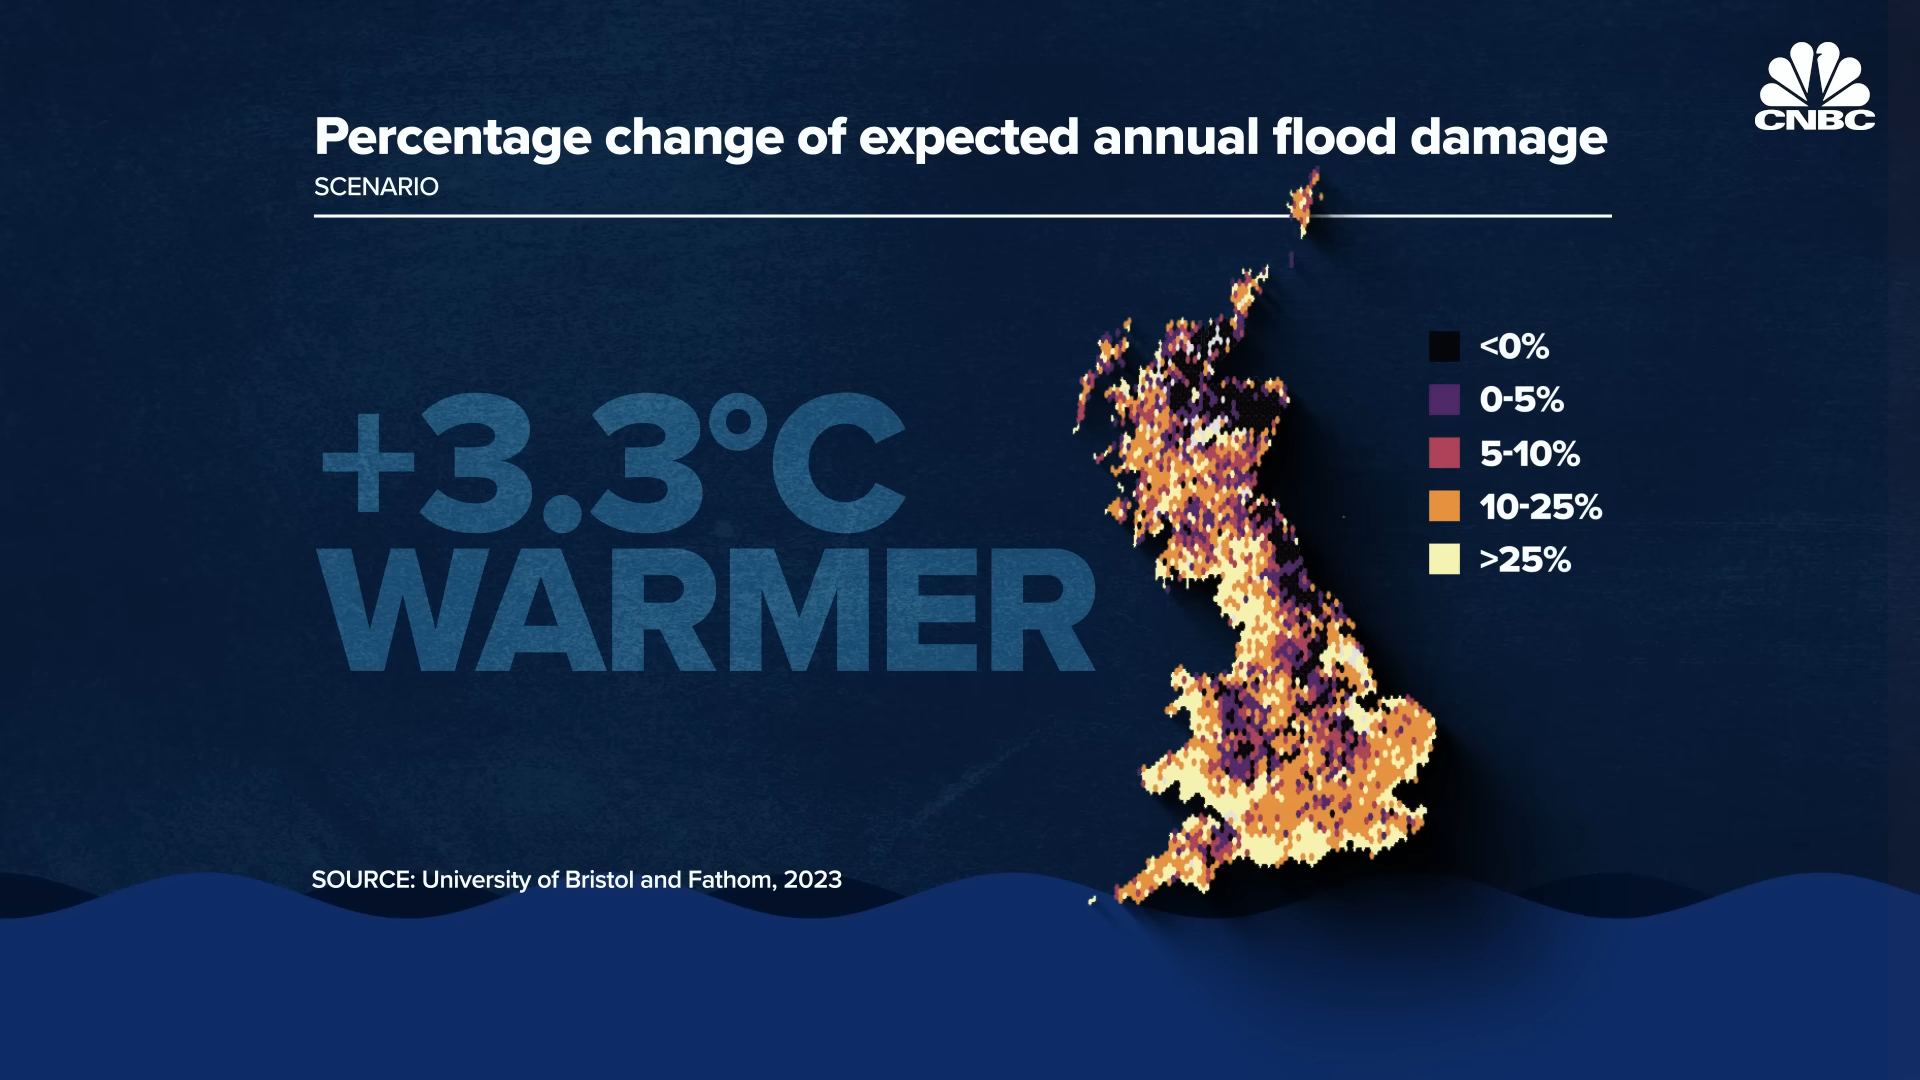 CNBC
Percentage change of expected annual flood damage
SCENARIO
+3.3°C
WARMER
<0%
0-5%
5-10%
10-25%
>25%
SOURCE: University of Bristol and Fathom, 2023